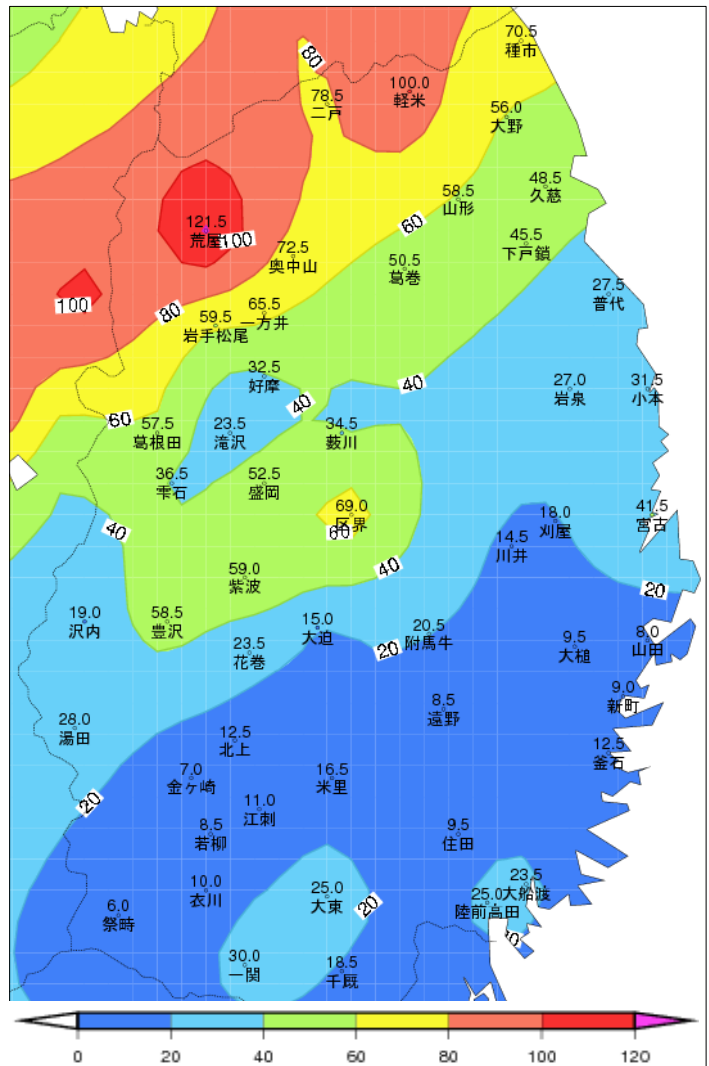 70.5
種市
80
78.5
二戸
100.0
軽米
56.0
大野
48.5
久慈
58.5
山形
60
121.5
荒屋
100
45.5
下戸鎖
72.5
奥中山
50.5
葛巻
100
27.5
普代
80
65.5
一方井
59.5
岩手松尾
32.5
好摩
40
27.0
岩泉
31.5
小本
40
60
57.5
葛根田
23.5
滝沢
34.5
薮川
36.5
雫石
52.5
盛岡
69.0
区界
60
18.0
刈屋
41.5
宮古
40
14.5
川井
40
59.0
紫波
20
19.0
沢内
58.5
豊沢
15.0
大迫
20.5
附馬牛
9.5
大槌
8.0
山田
23.5
花巻
20
9.0
新町
8.5
遠野
28.0
湯田
12.5
北上
12.5
釜石
7.0
金ヶ崎
16.5
米里
20
11.0
江刺
8.5
若柳
9.5
住田
10.0
衣川
25.0
大東
20
23.5
大船渡
25.0
陸前高田
6.0
祭畤
30.0
一関
18.5
千厩
0 20 40 60 80 100 120